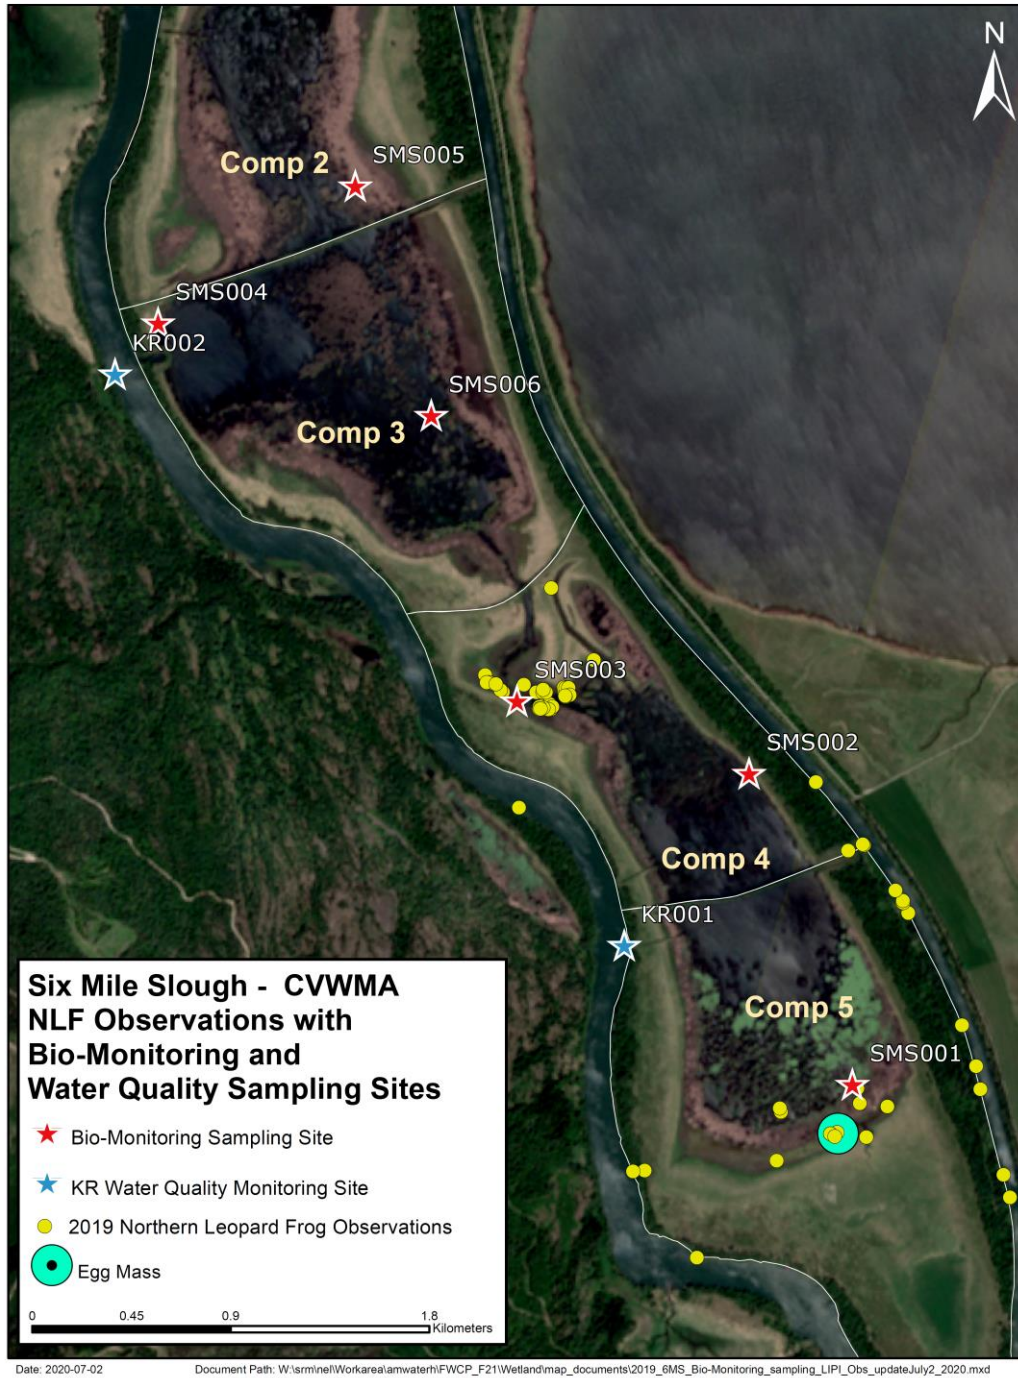 N
SMS005
Comp 2
SMS004
KR002
SMS006
Comp 3
SMS003
SMS002
Comp 4
KR001
Comp 5
SMS001
Six Mile Slough - CVWMA
NLF Observations with
Bio-Monitoring and
Water Quality Sampling Sites
Bio-Monitoring Sampling Site
KR Water Quality Monitoring Site
2019 Northern Leopard Frog Observations
Egg Mass
0 0.45 0.9 1.8
Kilometers
Date: 2020-07-02 Document Path: W:\srm\nel\Workarea\amwaterh\FWCP_F21\Wetland\map_documents\2019_6MS_Bio-Monitoring_sampling_LIPI_Obs_updateJuly2_2020.mxd